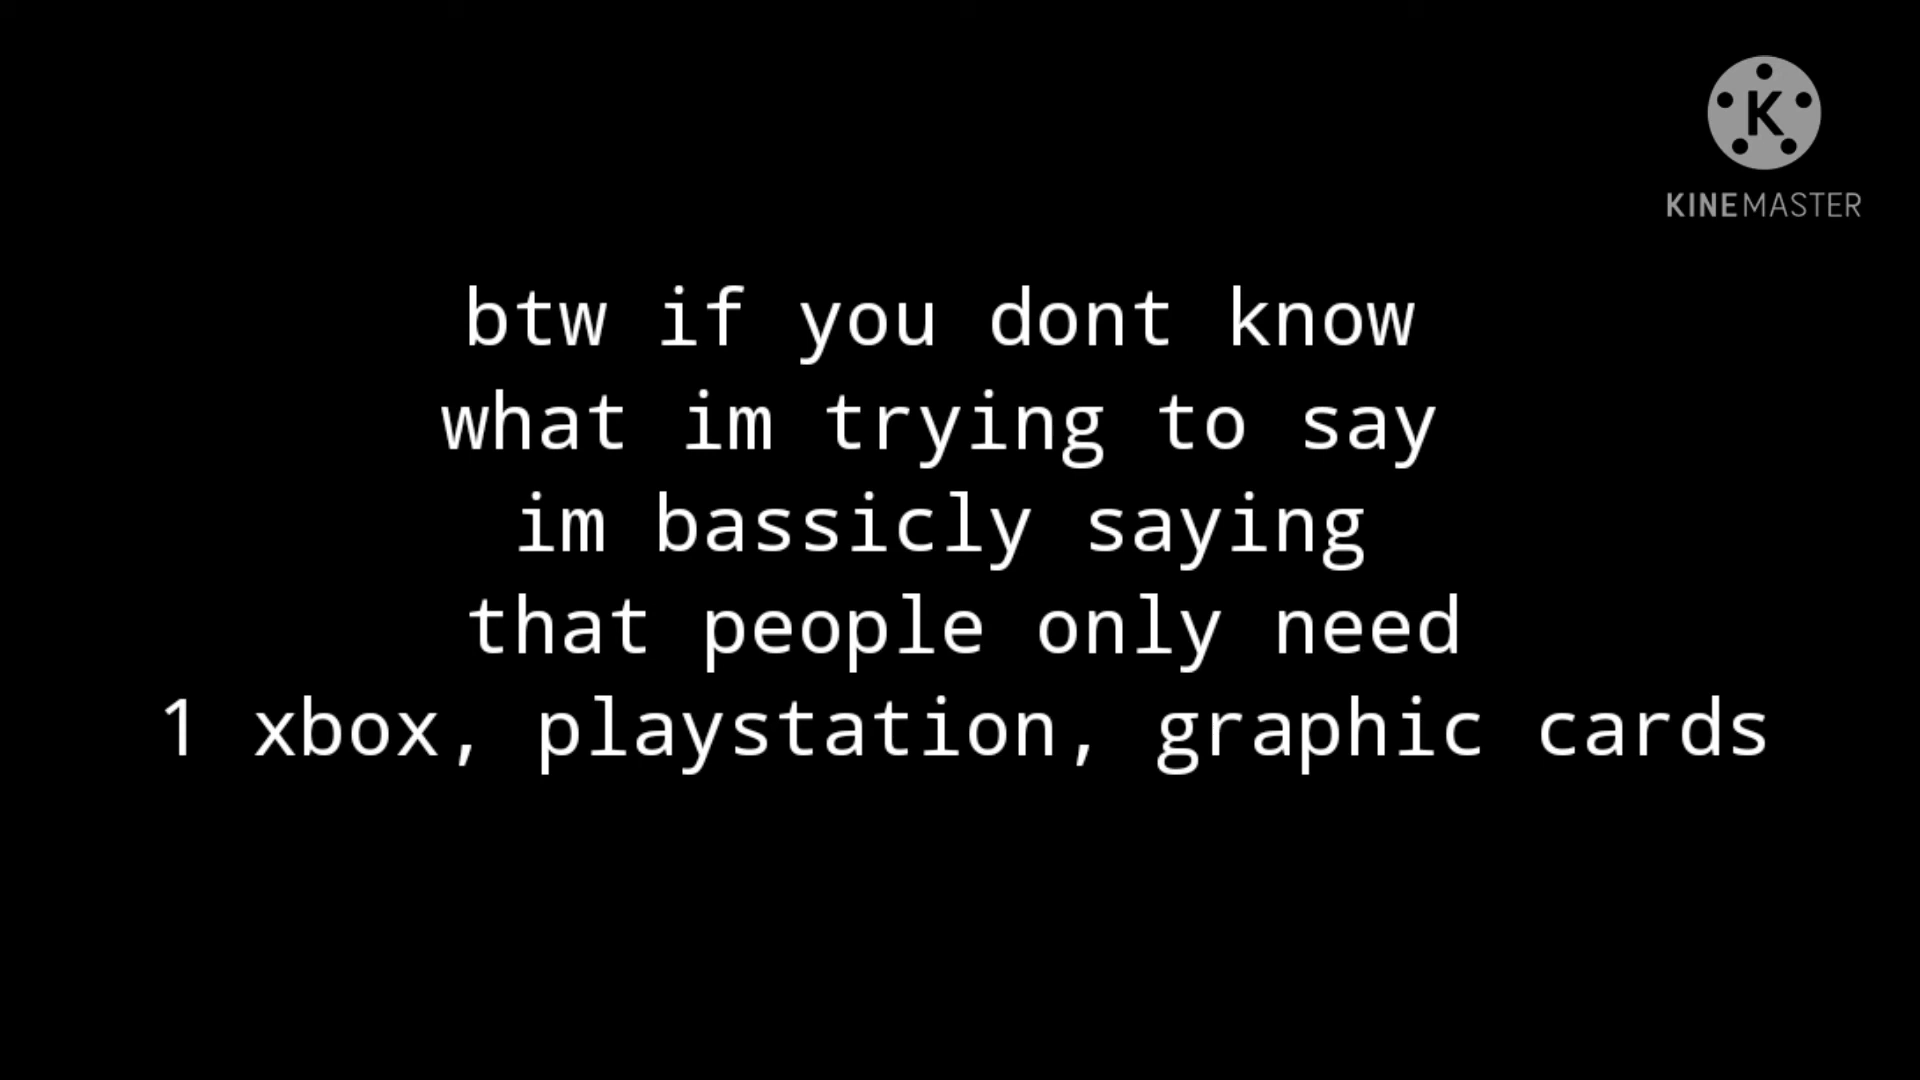 K
KINEMASTER
btw if you dont know
what im trying to say
im bassicly saying
that people only need
1 xbox, playstation, graphic cards